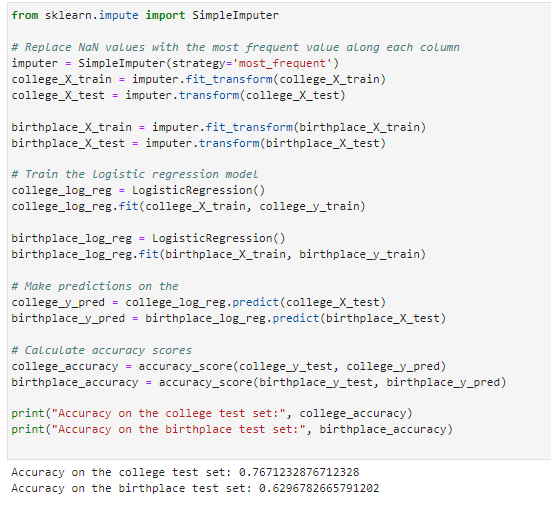 from sklearn.impute import SimpleImputer
# Replace NaN values with the most frequent value along each column
imputer = SimpleImputer(strategy='most_frequent')
college_X_train = imputer.fit_transform(college_X_train)
college_X_test = imputer.transform(college_X_test)
birthplace_X_train = imputer.fit_transform(birthplace_X_train)
birthplace_X_test = imputer.transform(birthplace_X_test)
# Train the logistic regression model
college_log_reg = LogisticRegression()
college_log_reg.fit(college_X_train, college_y_train)
birthplace_log_reg = LogisticRegression()
birthplace_log_reg.fit(birthplace_X_train, birthplace_y_train)
# Make predictions on the
college_y_pred = college_log_reg.predict(college_X_test)
birthplace_y_pred = birthplace_log_reg.predict(birthplace_X_test)
# Calculate accuracy scores
college_accuracy = accuracy_score(college_y_test, college_y_pred)
birthplace_accuracy = accuracy_score(birthplace_y_test, birthplace_y_pred)
print("Accuracy on the college test set:", college_accuracy)
print("Accuracy on the birthplace test set:", birthplace_accuracy)
Accuracy on the college test set: 0.7671232876712328
Accuracy on the birthplace test set: 0.6296782665791202